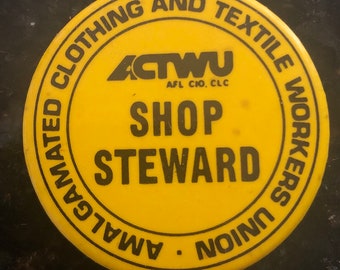 AMALGAMATED CLOTHING AND TEXTILE WORKERS UNION •
ACTWU
AFL CIO. CLC
SHOP
STEWARD